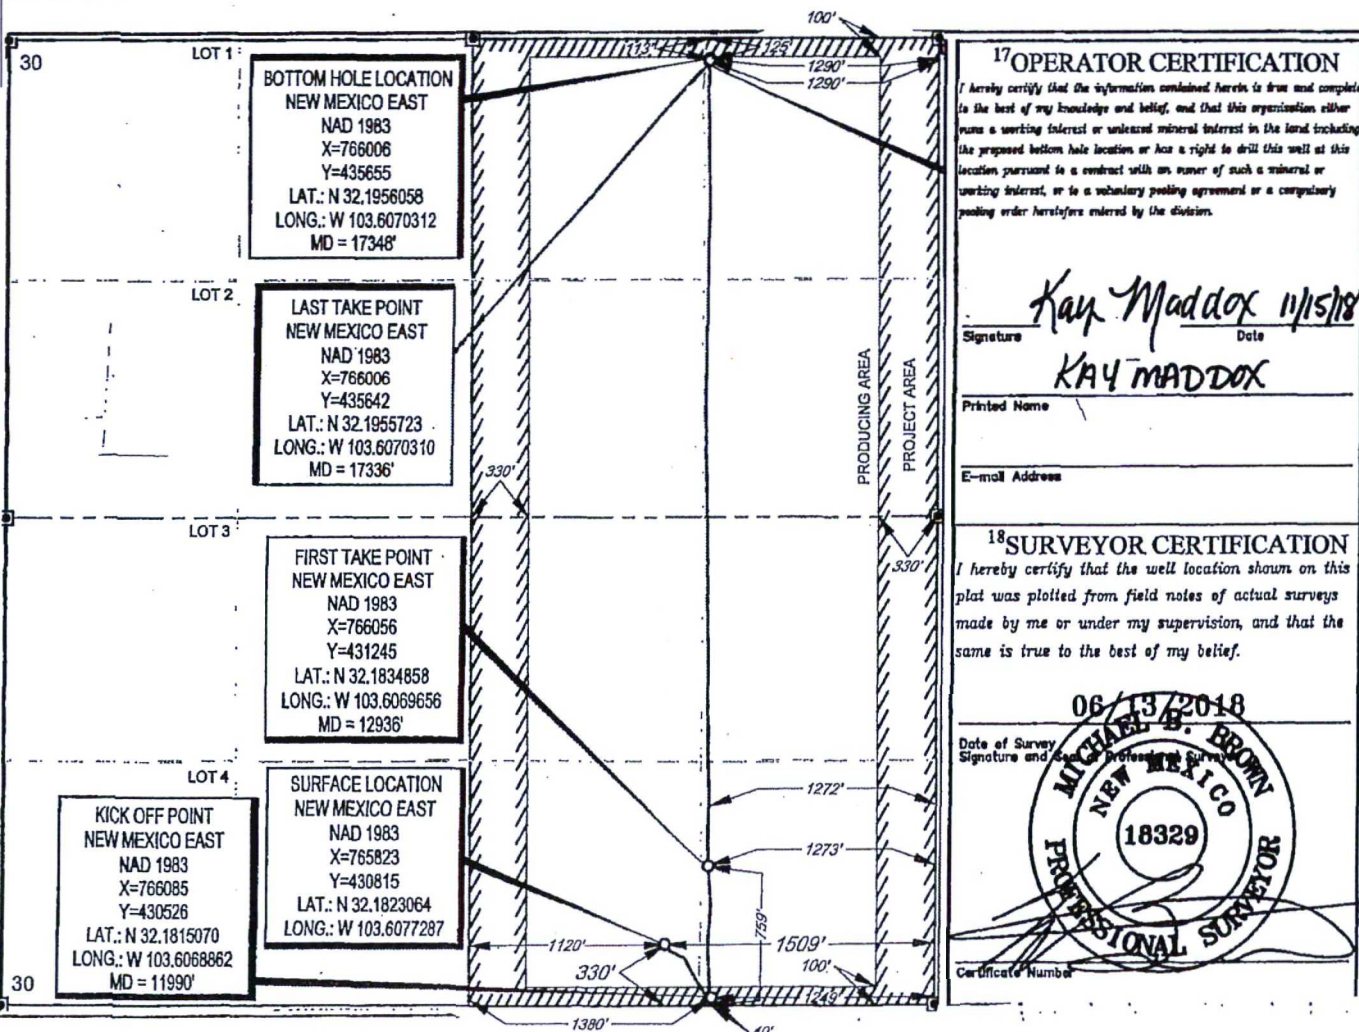 30
LOT 1
BOTTOM HOLE LOCATION
NEW MEXICO EAST
NAD 1983
X=766006
Y=435655
LAT.: N 32.1956058
LONG.: W 103.6070312
MD = 17348'
100'
113'
125'
1290'
1290'
LOT 2
LAST TAKE POINT
NEW MEXICO EAST
NAD 1983
X=766006
Y=435642
LAT.: N 32.1955723
LONG.: W 103.6070310
MD = 17336'
PRODUCING AREA
PROJECT AREA
330'
330'
LOT 3
FIRST TAKE POINT
NEW MEXICO EAST
NAD 1983
X=766056
Y=431245
LAT.: N 32.1834858
LONG.: W 103.6069656
MD = 12936'
1272'
1273'
759'
LOT 4
KICK OFF POINT
NEW MEXICO EAST
NAD 1983
X=766085
Y=430526
LAT.: N 32.1815070
LONG.: W 103.6068862
MD = 11990'
SURFACE LOCATION
NEW MEXICO EAST
NAD 1983
X=765823
Y=430815
LAT.: N 32.1823064
LONG.: W 103.6077287
1120'
1509'
330'
100'
1249'
30
1380'
40'
17 OPERATOR CERTIFICATION
I hereby certify that the information contained herein is true and complete
to the best of my knowledge and belief, and that this organization either
owns a working interest or unleased mineral interest in the land including
the proposed bottom hole location or has a right to drill this well at this
location pursuant to a contract with an owner of such a mineral or
working interest, or to a voluntary pooling agreement or a compulsory
pooling order heretofore entered by the division.
Kay Maddox 11/15/18
Signature Date
KAY MADDOX
Printed Name
E-mail Address
18 SURVEYOR CERTIFICATION
I hereby certify that the well location shown on this
plat was plotted from field notes of actual surveys
made by me or under my supervision, and that the
same is true to the best of my belief.
06/13/2018
Date of Survey
Signature and Seal of Professional Surveyor
MICHAEL B. BROWN
NEW MEXICO
18329
PROFESSIONAL SURVEYOR
Certificate Number